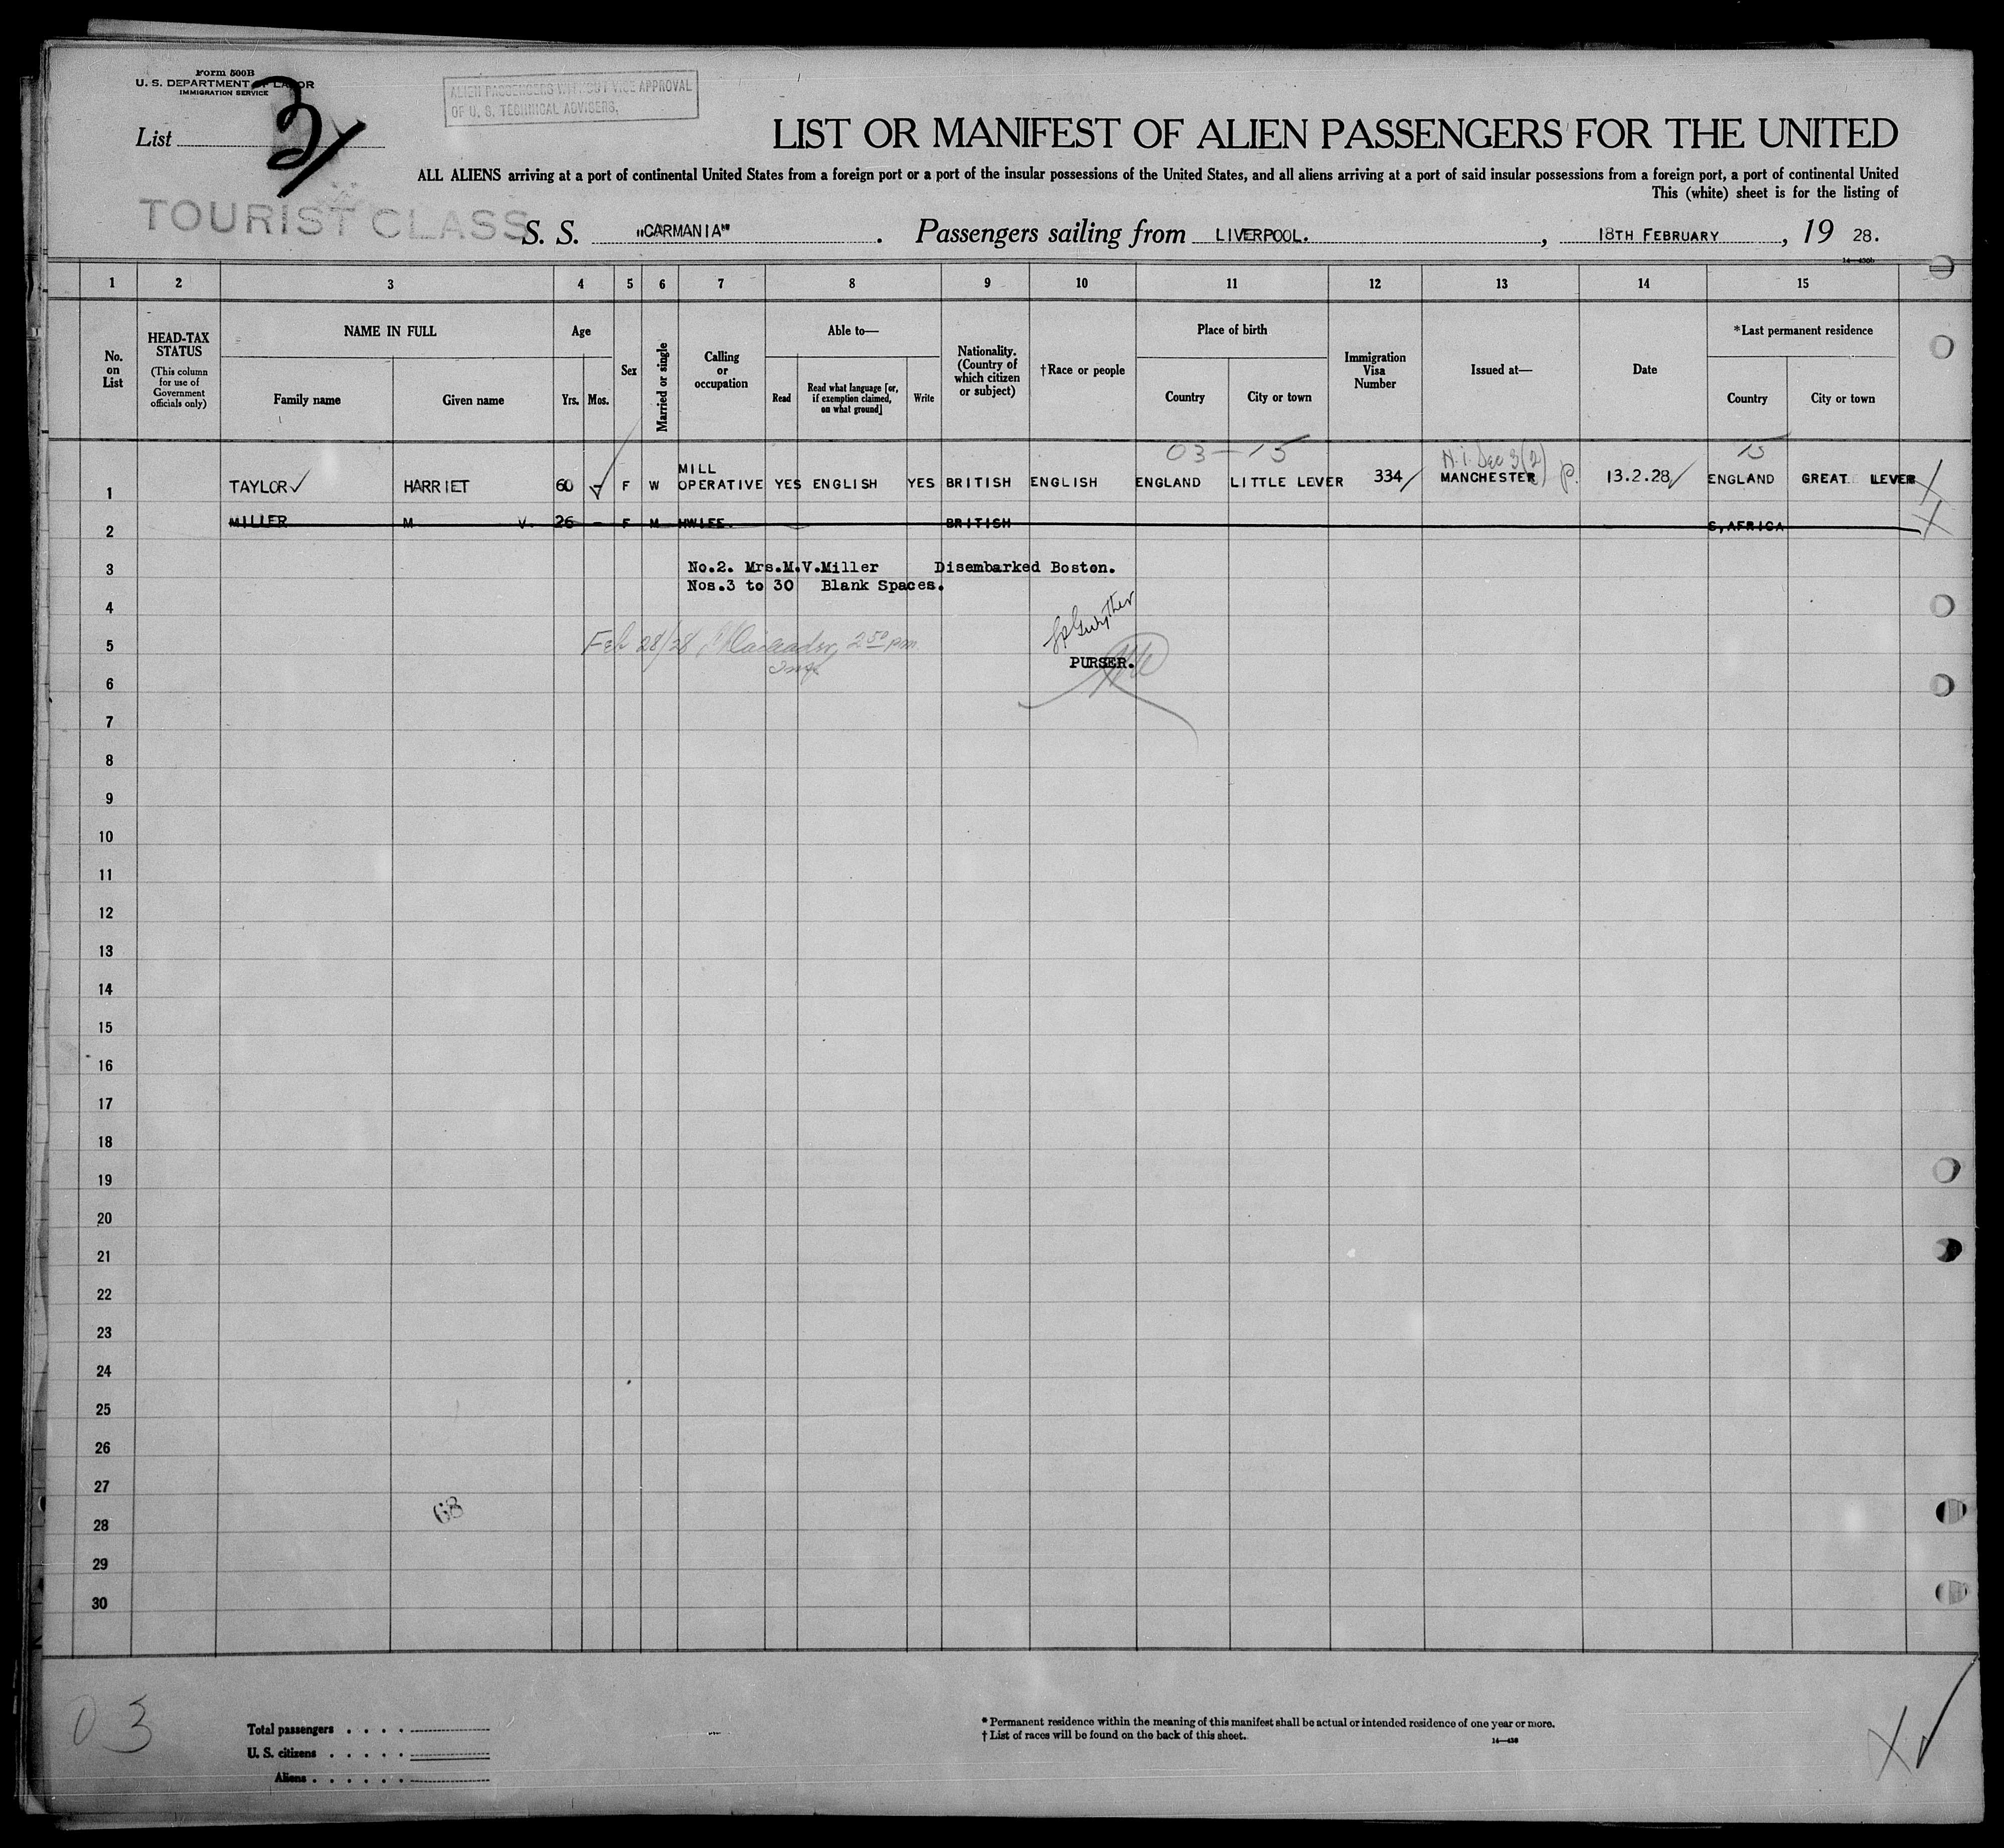 Form 500B
U. S. DEPARTMENT OF LABOR
IMMIGRATION SERVICE
ALIEN PASSENGERS WITHOUT VICE APPROVAL
OF U. S. TECHNICAL ADVISERS,
List 3
LIST OR MANIFEST OF ALIEN PASSENGERS FOR THE UNITED
ALL ALIENS arriving at a port of continental United States from a foreign port or a port of the insular possessions of the United States, and all aliens arriving at a port of said insular possessions from a foreign port, a port of continental United
This (white) sheet is for the listing of
TOURIST CLASS
S. S. "CARMANIA". Passengers sailing from LIVERPOOL. , 18TH FEBRUARY , 19 28.
1 2 3 4 5 6 7 8 9 10 11 12 13 14 15
No. on List
HEAD-TAX STATUS
(This column for use of Government officials only)
NAME IN FULL
Family name
Given name
Age
Yrs. Mos.
Sex
Married or single
Calling or occupation
Able to—
Read
Read what language [or, if exemption claimed, on what ground]
Write
Nationality. (Country of which citizen or subject)
†Race or people
Place of birth
Country
City or town
Immigration Visa Number
Issued at—
Date
*Last permanent residence
Country
City or town
03 - 15
15
1 TAYLOR HARRIET 60 - F W MILL OPERATIVE YES ENGLISH YES BRITISH ENGLISH ENGLAND LITTLE LEVER 334 MANCHESTER 13.2.28 ENGLAND GREAT LEVER
2 MILLER M V. 26 - F M HWIFE. BRITISH S,AFRICA
3 No.2. Mrs.M.V.Miller Disembarked Boston.
Nos.3 to 30 Blank Spaces.
4
5 Feb 28/28 2 50 pm
PURSER.
6
7
8
9
10
11
12
13
14
15
16
17
18
19
20
21
22
23
24
25
26
27
68
28
29
30
03
Total passengers . . . .
U. S. citizens . . . . .
Aliens . . . . . .
* Permanent residence within the meaning of this manifest shall be actual or intended residence of one year or more.
† List of races will be found on the back of this sheet.